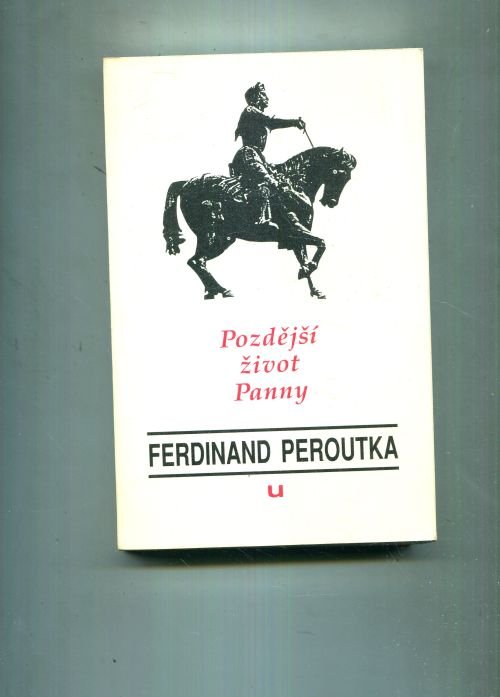 Pozdější
život
Panny
FERDINAND PEROUTKA
u